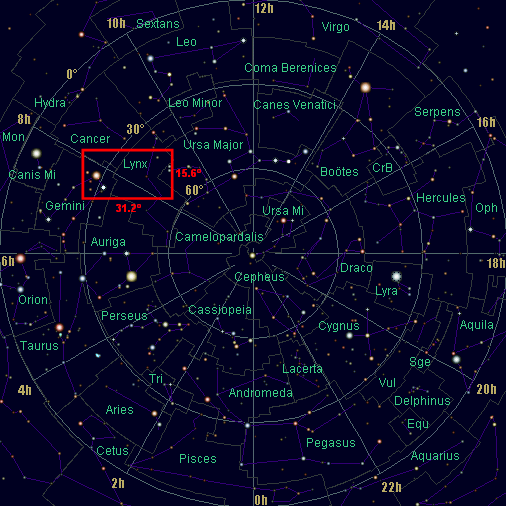 12h
10h
Sextans
Virgo
14h
Leo
0°
Coma Berenices
Hydra
Leo Minor
Canes Venatici
Serpens
8h
30°
16h
Mon
Cancer
Ursa Major
Lynx
Boötes
CrB
Canis Mi
15.6°
60°
Hercules
Gemini
31.2°
Ursa Mi
Oph
Auriga
Camelopardalis
6h
Draco
18h
Cepheus
Orion
Lyra
Perseus
Cassiopeia
Cygnus
Aquila
Taurus
Lacerta
Sge
Tri
Vul
4h
Andromeda
Delphinus
20h
Aries
Equ
Pegasus
Cetus
Pisces
Aquarius
2h
22h
0h